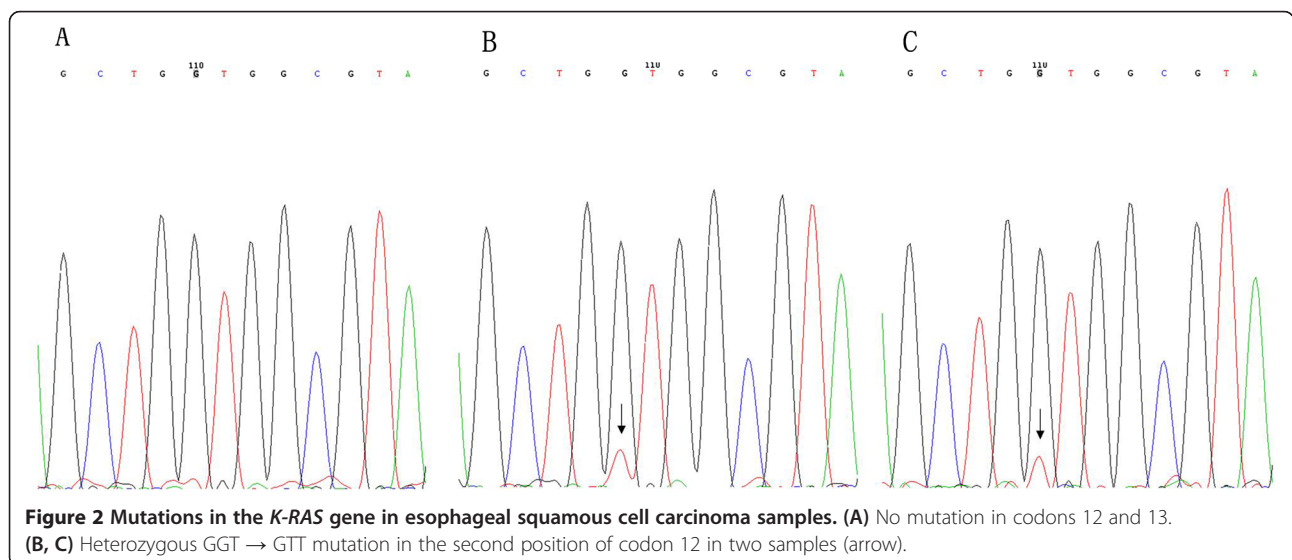 A B C
110 110 110
G C T G G T G G C G T A G C T G G T G G C G T A G C T G G T G G C G T A
Figure 2 Mutations in the K-RAS gene in esophageal squamous cell carcinoma samples. (A) No mutation in codons 12 and 13.
(B, C) Heterozygous GGT → GTT mutation in the second position of codon 12 in two samples (arrow).